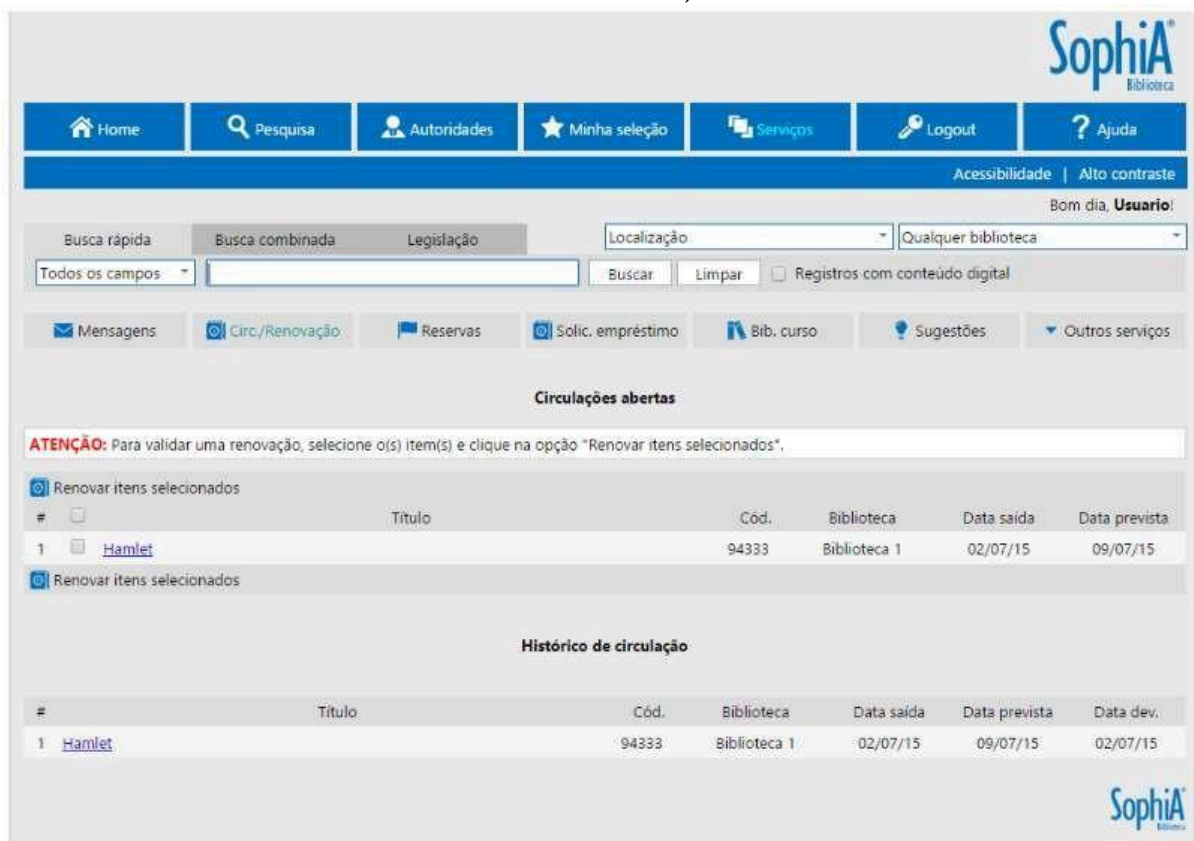 SophiA
Biblioteca
Home Pesquisa Autoridades Minha seleção Serviços Logout ? Ajuda
Acessibilidade | Alto contraste
Bom dia, Usuario!
Busca rápida Busca combinada Legislação Localização Qualquer biblioteca
Todos os campos Buscar Limpar Registros com conteúdo digital
Mensagens Circ./Renovação Reservas Solic. empréstimo Bib. curso Sugestões Outros serviços
Circulações abertas
ATENÇÃO: Para validar uma renovação, selecione o(s) item(s) e clique na opção "Renovar itens selecionados".
Renovar itens selecionados
# Título Cód. Biblioteca Data saída Data prevista
1 Hamlet 94333 Biblioteca 1 02/07/15 09/07/15
Renovar itens selecionados
Histórico de circulação
# Título Cód. Biblioteca Data saída Data prevista Data dev.
1 Hamlet 94333 Biblioteca 1 02/07/15 09/07/15 02/07/15
SophiA
Biblioteca